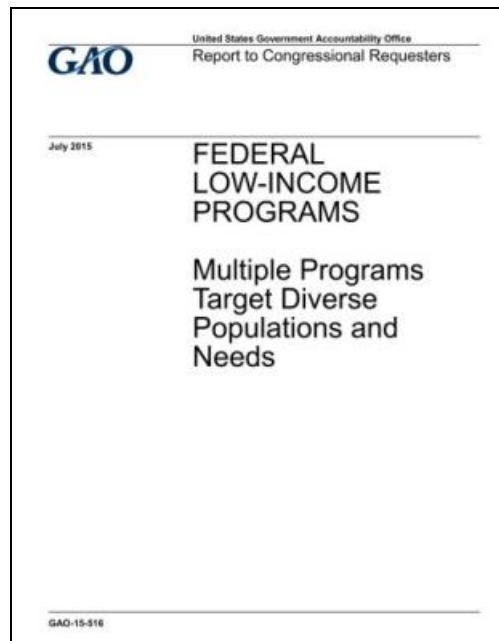 GAO
United States Government Accountability Office
Report to Congressional Requesters
July 2015
FEDERAL
LOW-INCOME
PROGRAMS
Multiple Programs
Target Diverse
Populations and
Needs
GAO-15-516